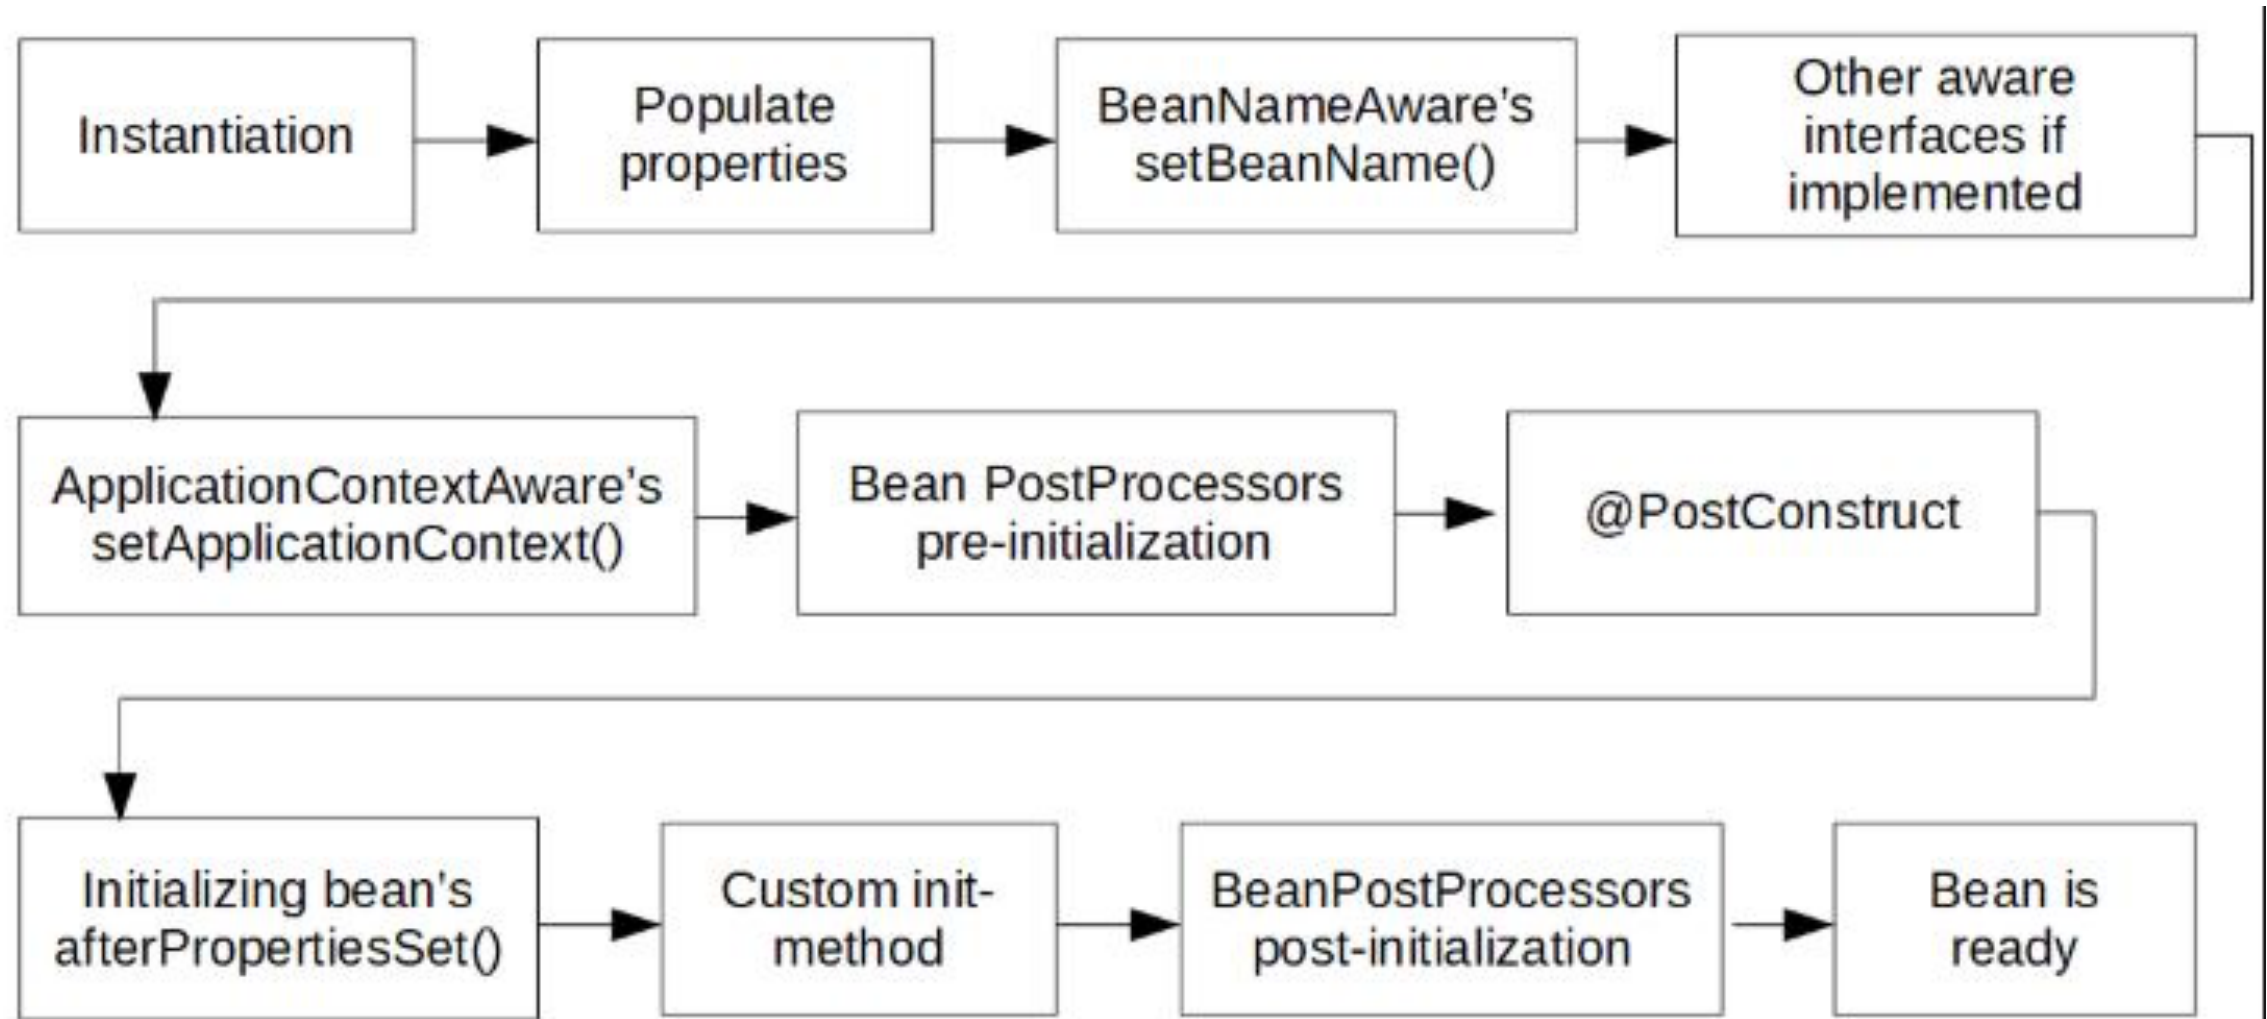 Instantiation
Populate
properties
BeanNameAware's
setBeanName()
Other aware
interfaces if
implemented
ApplicationContextAware's
setApplicationContext()
Bean PostProcessors
pre-initialization
@PostConstruct
Initializing bean's
afterPropertiesSet()
Custom init-
method
BeanPostProcessors
post-initialization
Bean is
ready